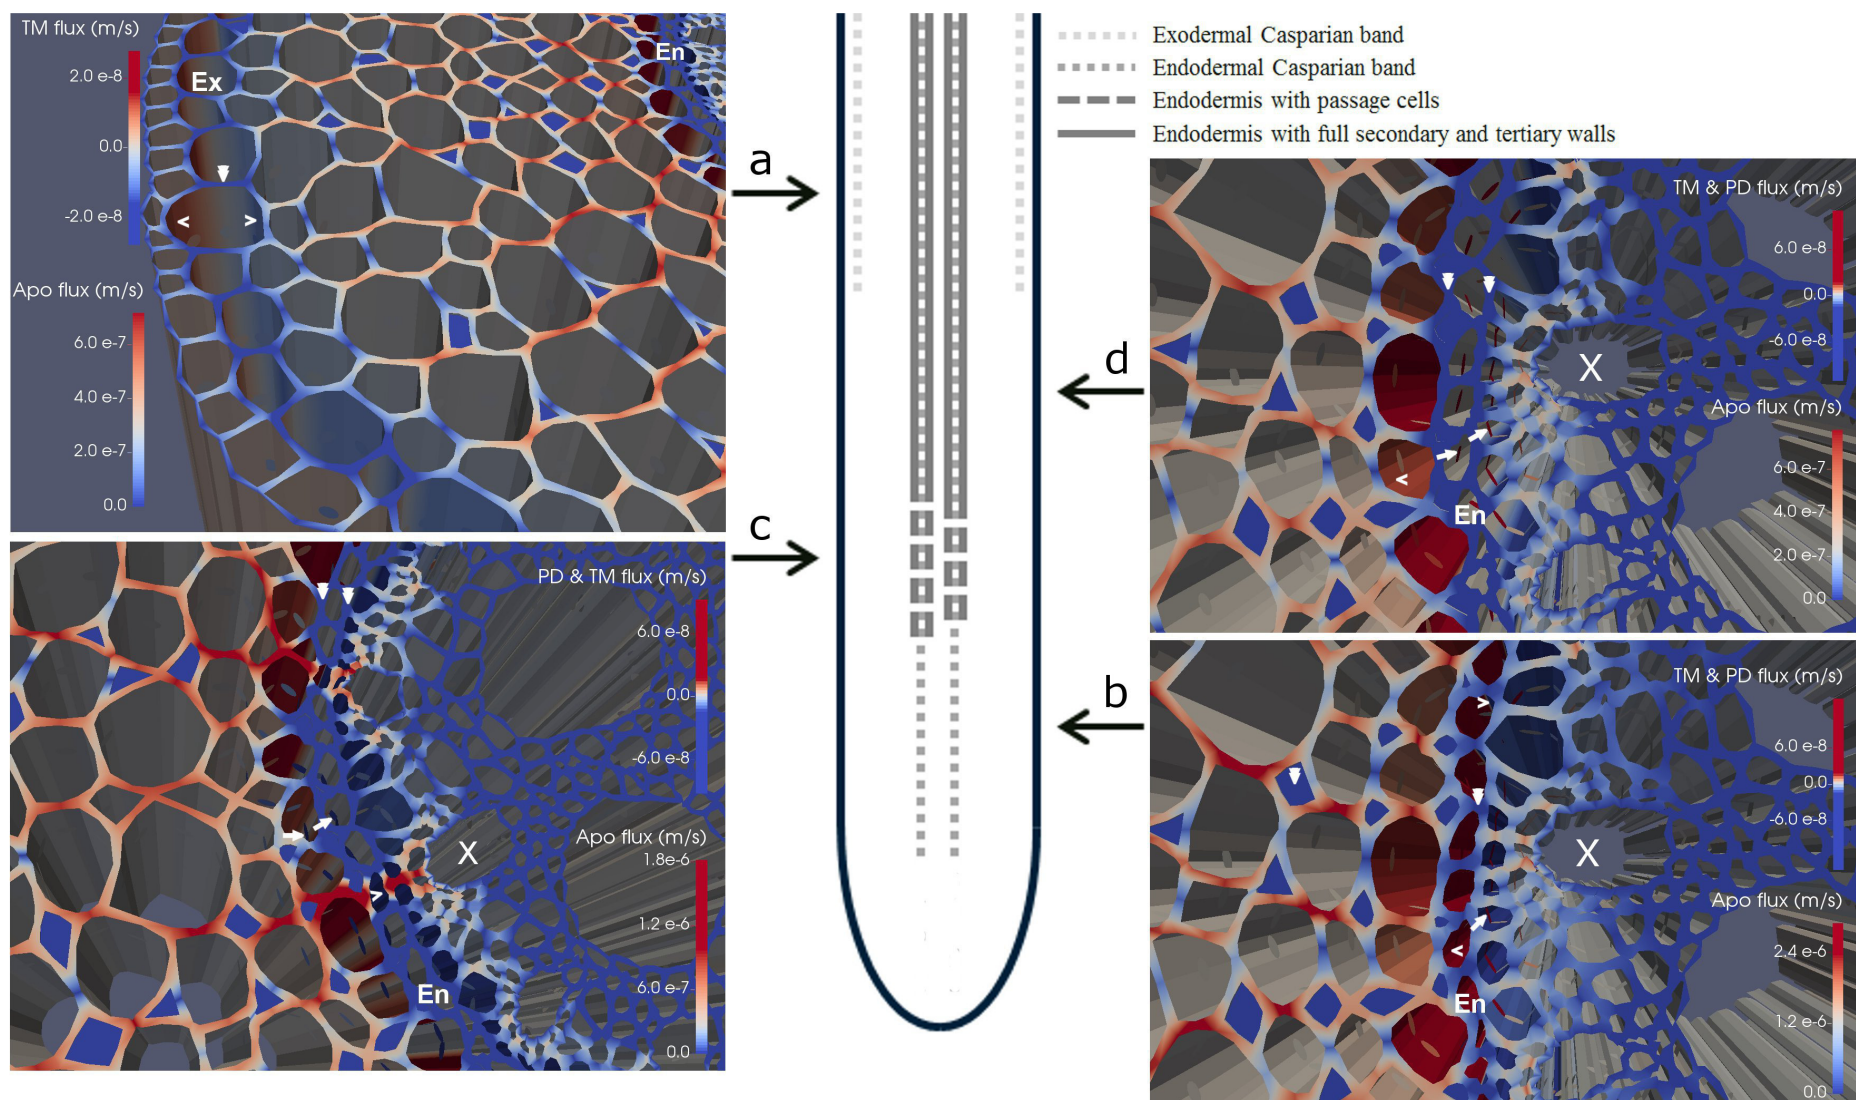 TM flux (m/s)
2.0 e-8
0.0
-2.0 e-8
Apo flux (m/s)
6.0 e-7
4.0 e-7
2.0 e-7
0.0
Ex
En
a
c
d
b
Exodermal Casparian band
Endodermal Casparian band
Endodermis with passage cells
Endodermis with full secondary and tertiary walls
TM & PD flux (m/s)
6.0 e-8
0.0
-6.0 e-8
X
Apo flux (m/s)
6.0 e-7
4.0 e-7
2.0 e-7
0.0
En
PD & TM flux (m/s)
6.0 e-8
0.0
-6.0 e-8
Apo flux (m/s)
1.8e-6
1.2 e-6
6.0 e-7
0.0
X
En
TM & PD flux (m/s)
6.0 e-8
0.0
-6.0 e-8
X
Apo flux (m/s)
2.4 e-6
1.2 e-6
0.0
En